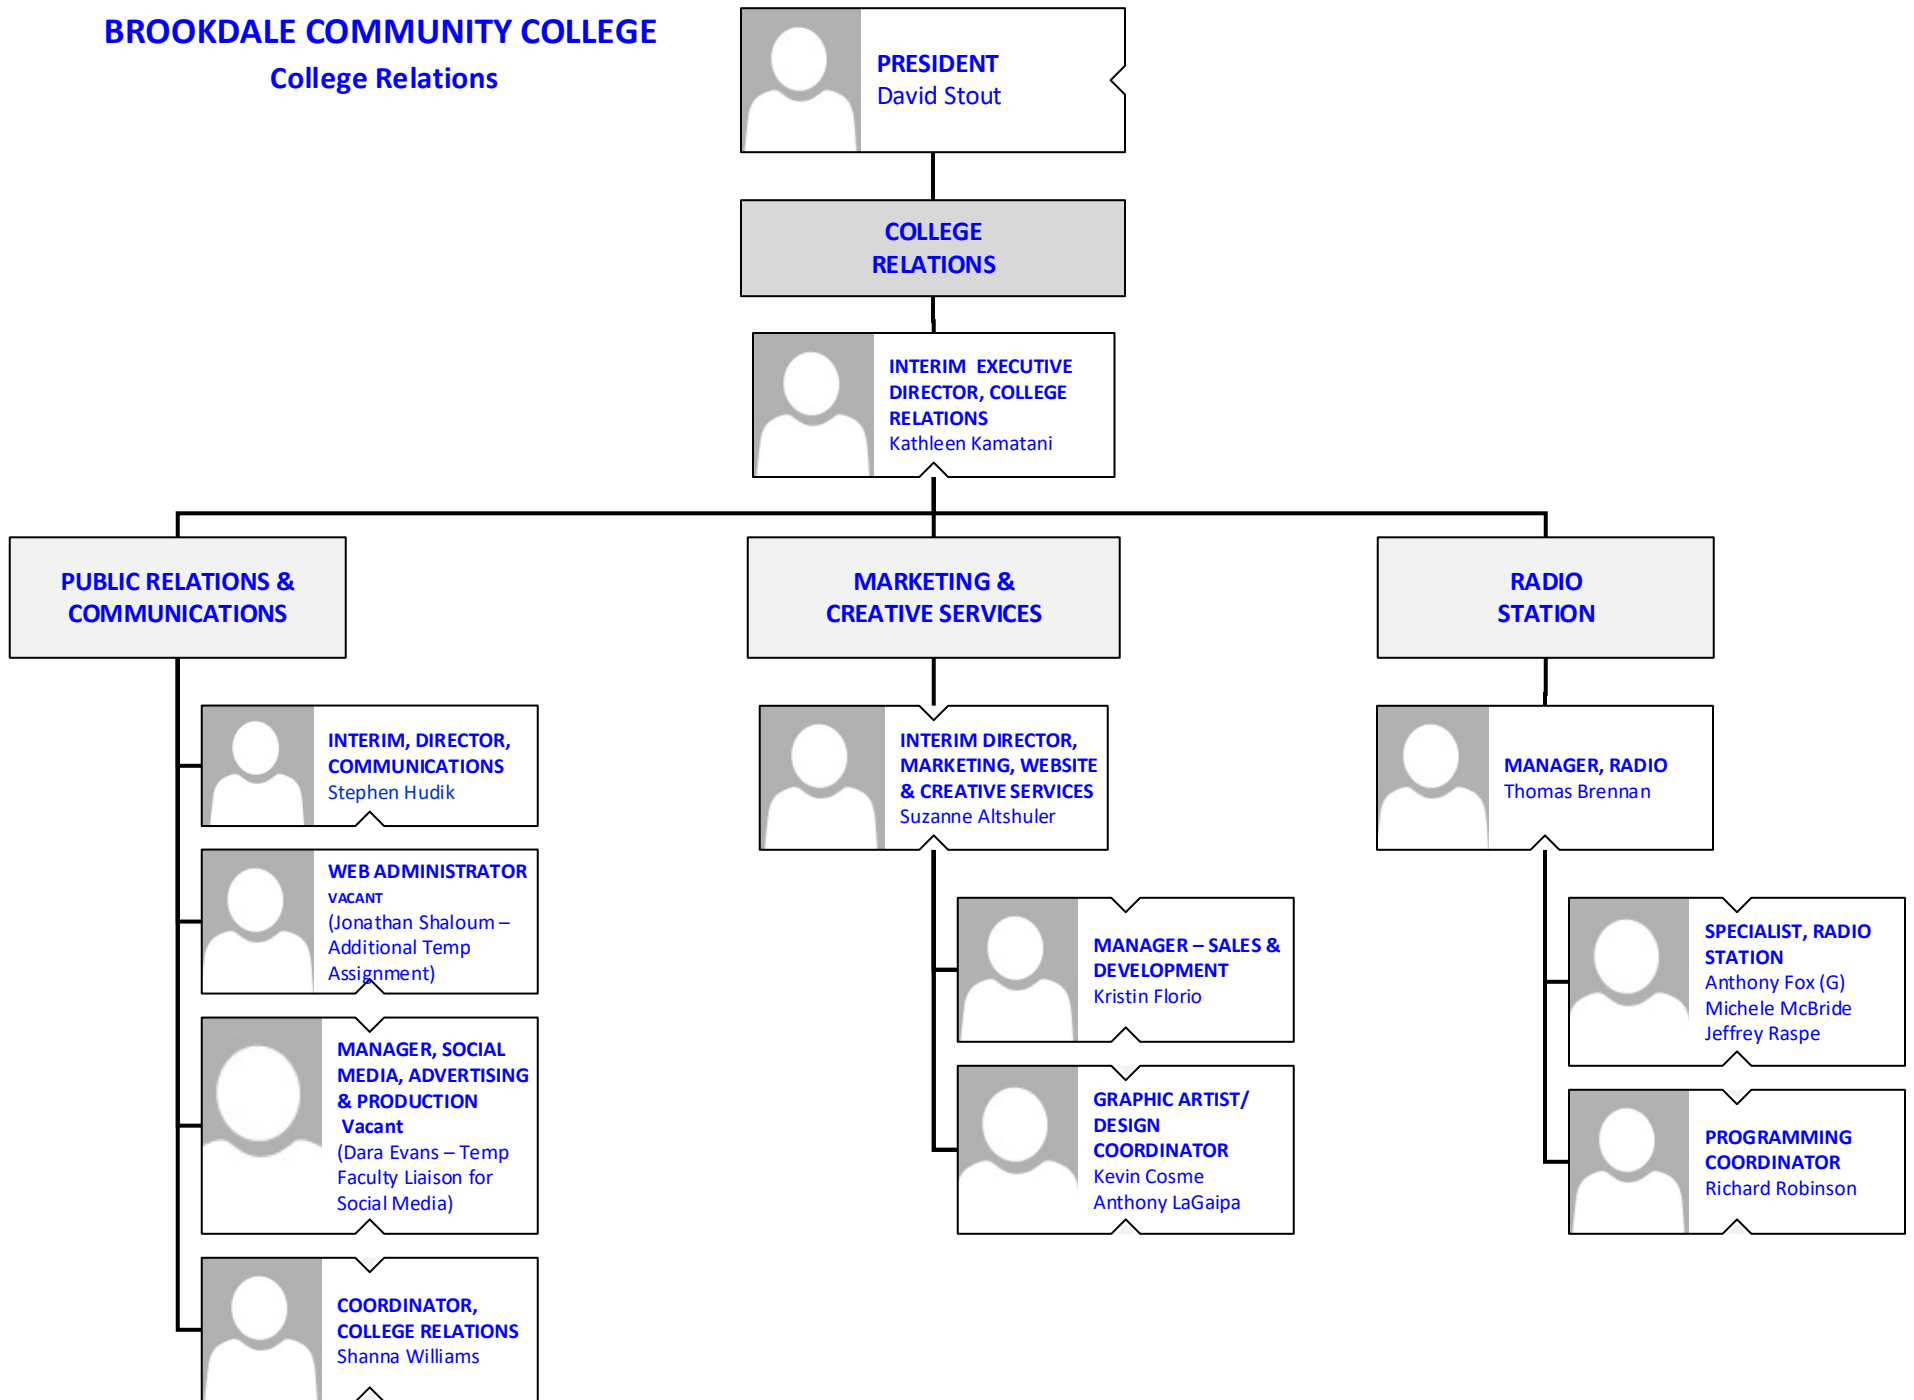 BROOKDALE COMMUNITY COLLEGE
College Relations
PRESIDENT
David Stout
COLLEGE
RELATIONS
INTERIM  EXECUTIVE
DIRECTOR, COLLEGE
RELATIONS
Kathleen Kamatani
PUBLIC RELATIONS &
COMMUNICATIONS
INTERIM, DIRECTOR,
COMMUNICATIONS
Stephen Hudik
WEB ADMINISTRATOR
VACANT
(Jonathan Shaloum –
Additional Temp
Assignment)
MANAGER, SOCIAL
MEDIA, ADVERTISING
& PRODUCTION
Vacant
(Dara Evans – Temp
Faculty Liaison for
Social Media)
COORDINATOR,
COLLEGE RELATIONS
Shanna Williams
MARKETING &
CREATIVE SERVICES
INTERIM DIRECTOR,
MARKETING, WEBSITE
& CREATIVE SERVICES
Suzanne Altshuler
MANAGER – SALES &
DEVELOPMENT
Kristin Florio
GRAPHIC ARTIST/
DESIGN
COORDINATOR
Kevin Cosme
Anthony LaGaipa
RADIO
STATION
MANAGER, RADIO
Thomas Brennan
SPECIALIST, RADIO
STATION
Anthony Fox (G)
Michele McBride
Jeffrey Raspe
PROGRAMMING
COORDINATOR
Richard Robinson